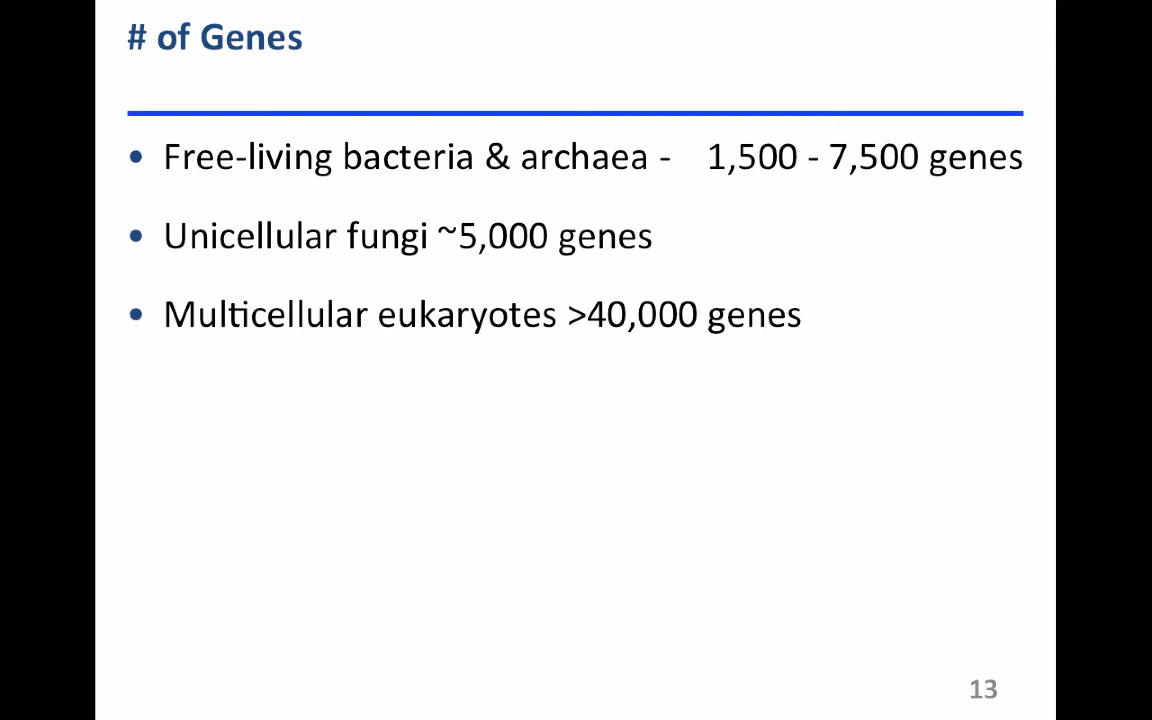 # of Genes
• Free-living bacteria & archaea - 1,500 - 7,500 genes
• Unicellular fungi ~5,000 genes
• Multicellular eukaryotes >40,000 genes
13